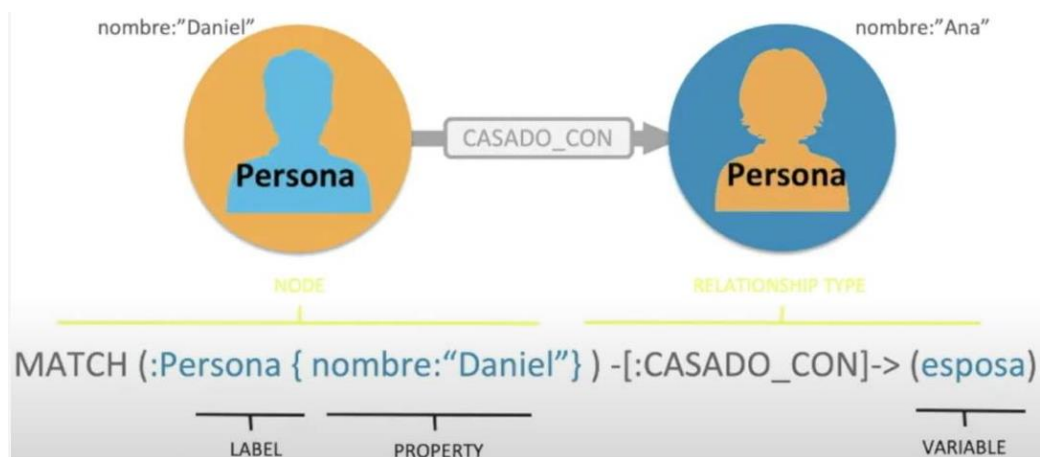 nombre:”Daniel”
nombre:”Ana”
CASADO_CON
Persona
Persona
NODE
RELATIONSHIP TYPE
MATCH (:Persona { nombre:“Daniel”} ) -[:CASADO_CON]-> (esposa)
LABEL
PROPERTY
VARIABLE